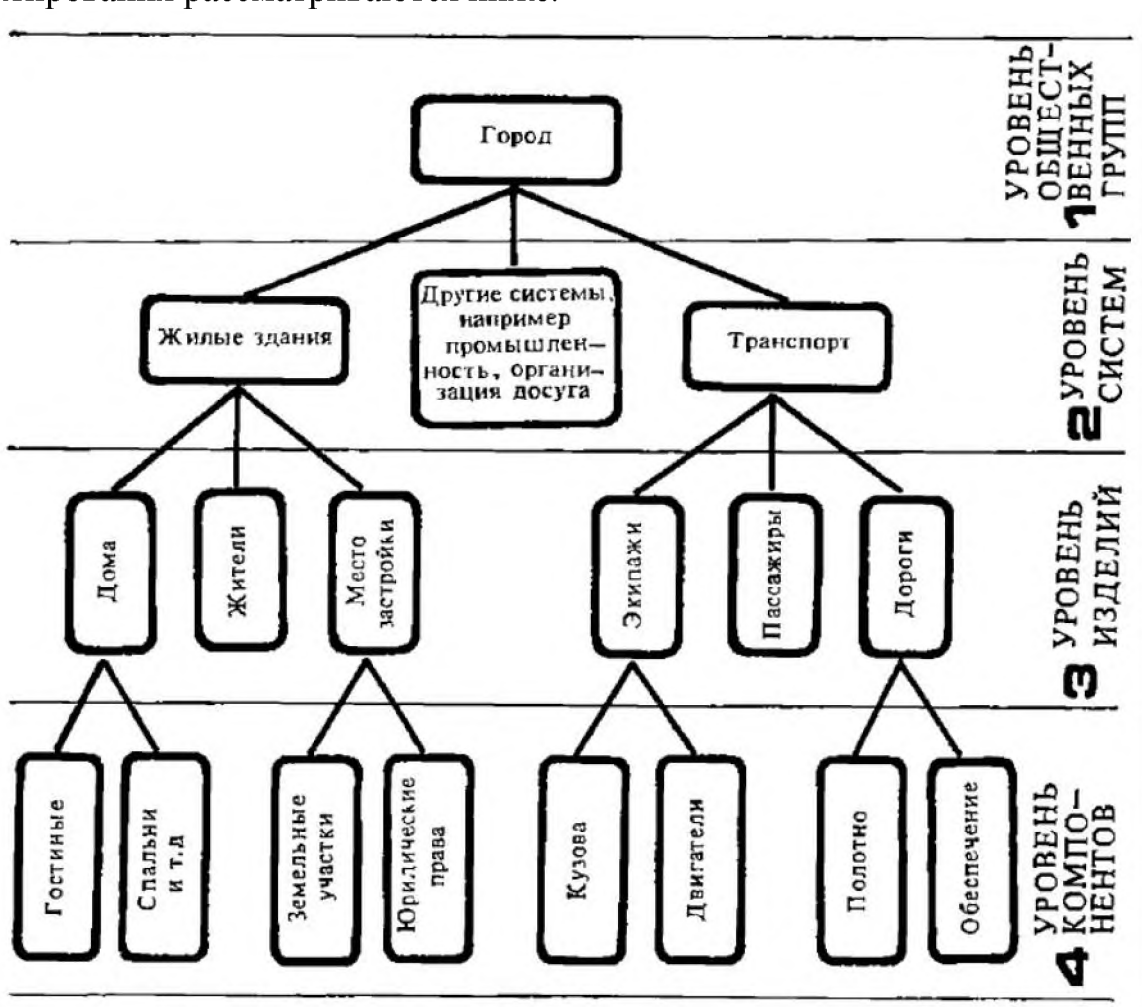 УРОВЕНЬ
ОБЩЕСТ-
1 ВЕННЫХ
ГРУПП
Город
2 УРОВЕНЬ
СИСТЕМ
Жилые здания
Другие системы,
например
промышлен-
ность, органи-
зация досуга
Транспорт
3 УРОВЕНЬ
ИЗДЕЛИЙ
Дома
Жители
Место
застройки
Экипажи
Пассажиры
Дороги
4 УРОВЕНЬ
КОМПО-
НЕНТОВ
Гостиные
Спальни
и т.д
Земельные
участки
Юрилические
права
Кузова
Двигатели
Полотно
Обеспечение